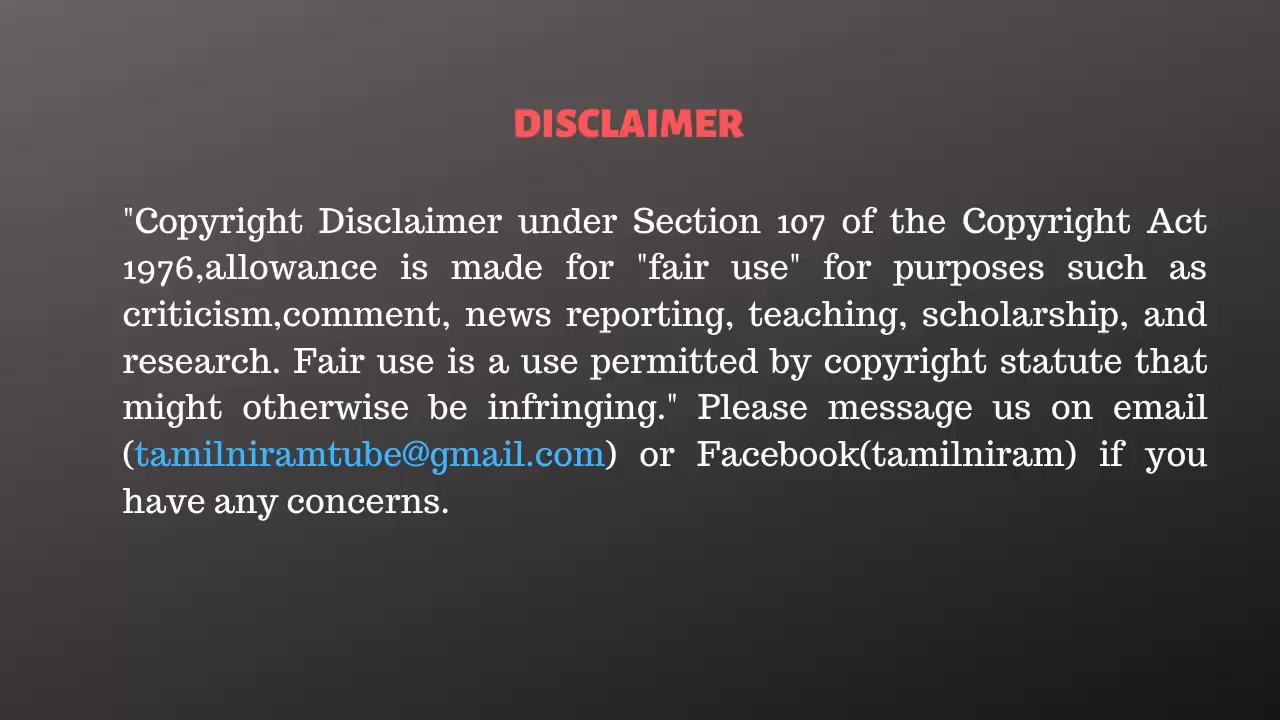 DISCLAIMER
"Copyright Disclaimer under Section 107 of the Copyright Act
1976,allowance is made for "fair use" for purposes such as
criticism,comment, news reporting, teaching, scholarship, and
research. Fair use is a use permitted by copyright statute that
might otherwise be infringing." Please message us on email
(tamilniramtube@gmail.com) or Facebook(tamilniram) if you
have any concerns.